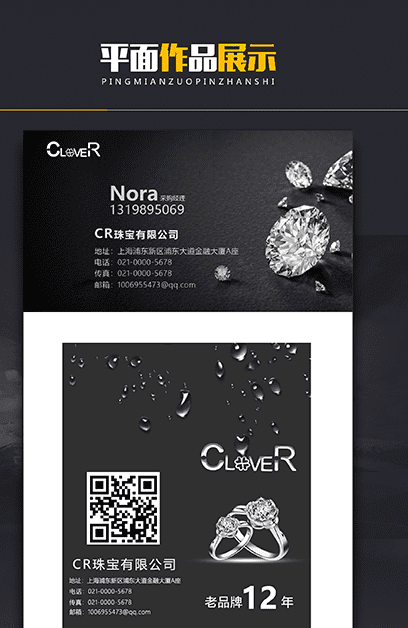 平面作品展示
PINGMIANZUOPINZHANSHI
CLOVER
Nora 采购经理
1319895069
CR珠宝有限公司
地址：上海浦东新区浦东大道金融大厦A座
电话：021-0000-5678
传真：021-0000-5678
邮箱：1006955473@qq.com
CLOVER
CR珠宝有限公司
地址：上海浦东新区浦东大道金融大厦A座
电话：021-0000-5678
传真：021-0000-5678
邮箱：1006955473@qq.com
老品牌12年